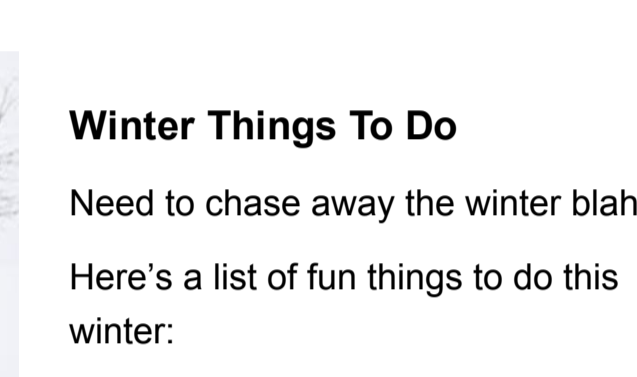 Winter Things To Do
Need to chase away the winter blah
Here’s a list of fun things to do this
winter: